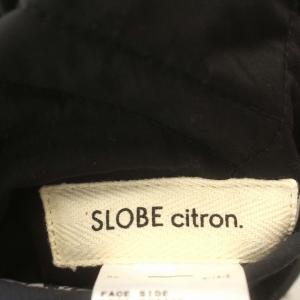 SLOBE citron.
FACE SIDE